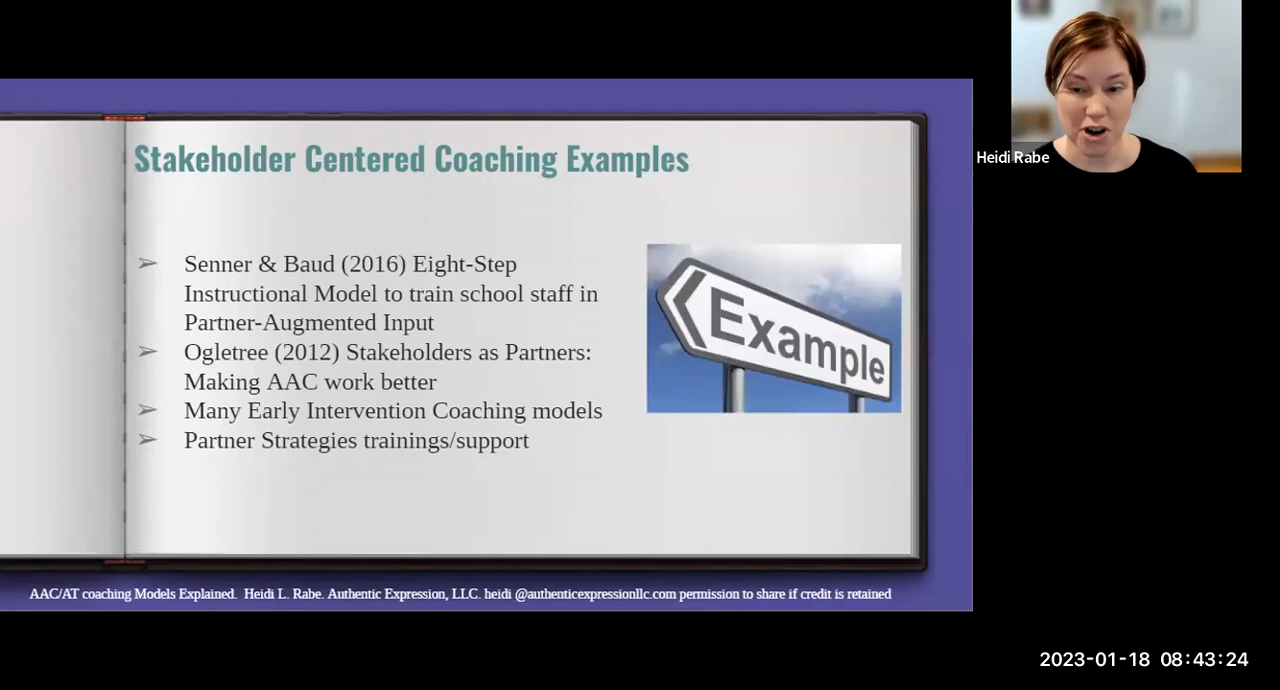 Stakeholder Centered Coaching Examples
➢ Senner & Baud (2016) Eight-Step
Instructional Model to train school staff in
Partner-Augmented Input
➢ Ogletree (2012) Stakeholders as Partners:
Making AAC work better
➢ Many Early Intervention Coaching models
➢ Partner Strategies trainings/support
Example
AAC/AT coaching Models Explained. Heidi L. Rabe. Authentic Expression, LLC. heidi @authenticexpressionllc.com permission to share if credit is retained
Heidi Rabe
2023-01-18 08:43:24